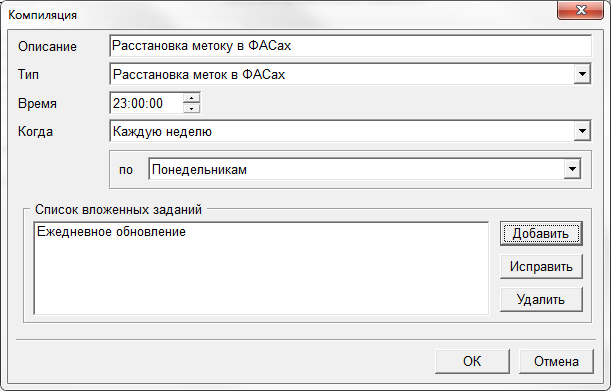 Компиляция
Описание Расстановка метоку в ФАСах
Тип Расстановка меток в ФАСах
Время 23:00:00
Когда Каждую неделю
по Понедельникам
Список вложенных заданий
Ежедневное обновление
Добавить
Исправить
Удалить
ОК Отмена